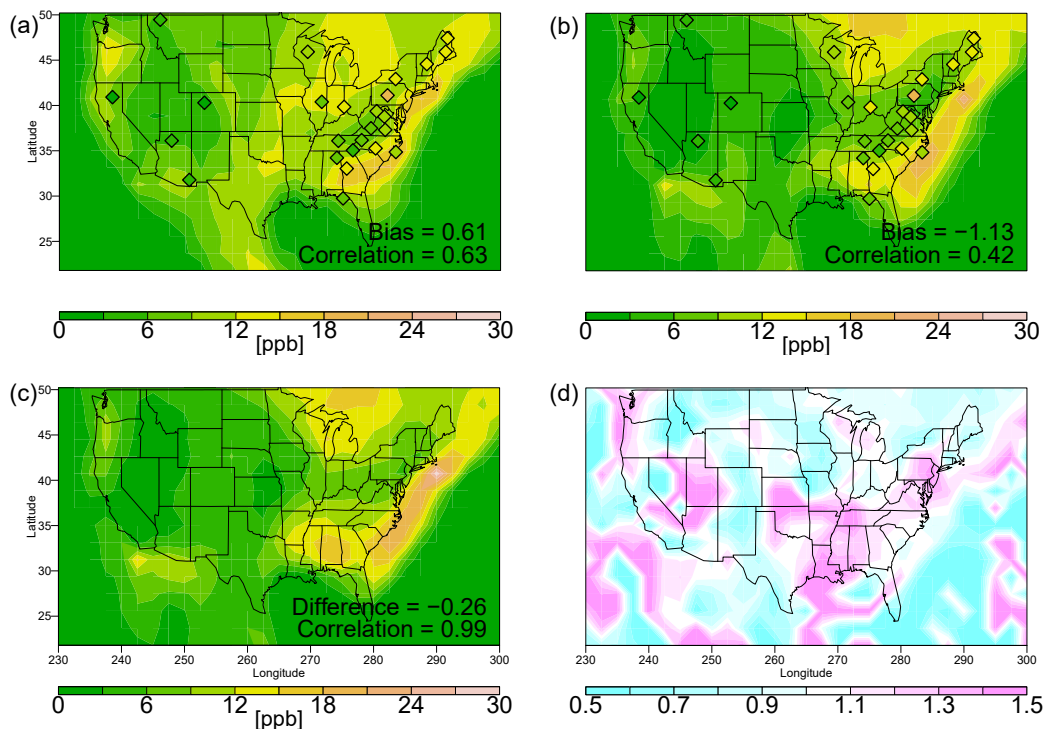 (a)
50
45
40
35
30
25
Latitude
Bias = 0.61
Correlation = 0.63
0 6 12 18 24 30
[ppb]
(b)
Bias = −1.13
Correlation = 0.42
0 6 12 18 24 30
[ppb]
(c)
50
45
40
35
30
25
Latitude
Difference = −0.26
Correlation = 0.99
230 240 250 260 270 280 290 300
Longitude
0 6 12 18 24 30
[ppb]
(d)
230 240 250 260 270 280 290 300
Longitude
0.5 0.7 0.9 1.1 1.3 1.5